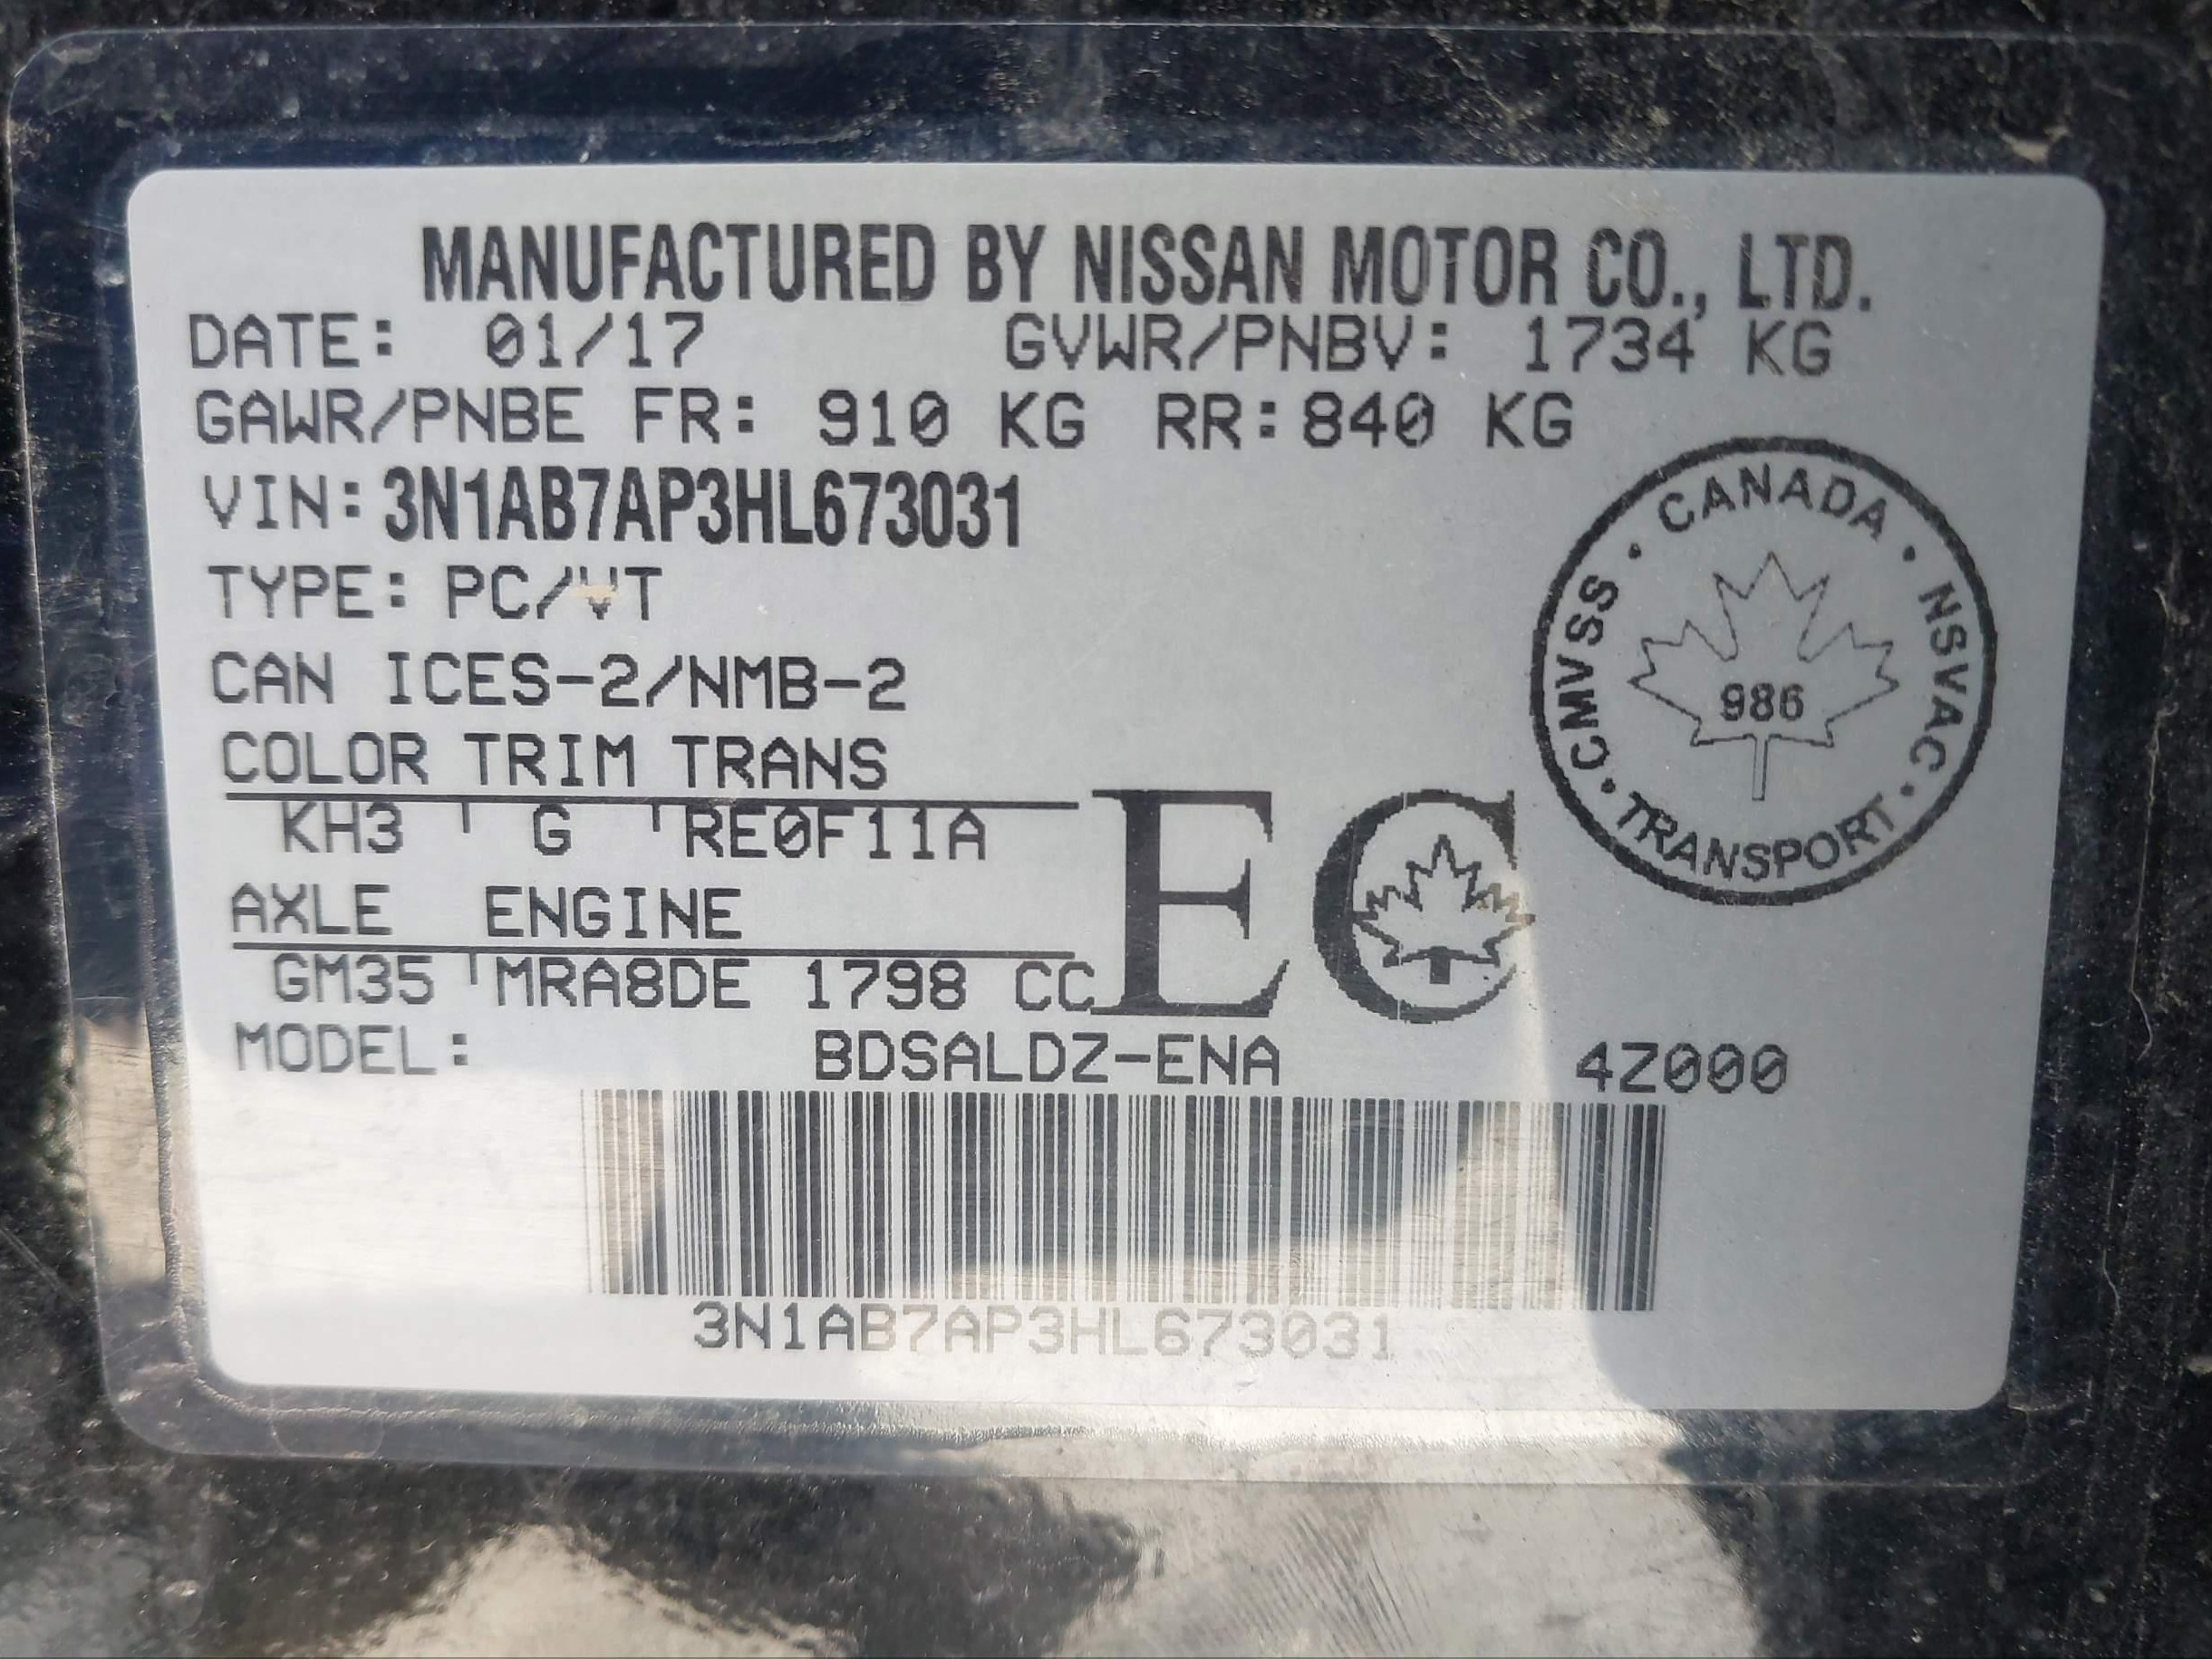 MANUFACTURED BY NISSAN MOTOR CO., LTD.
DATE: 01/17 GVWR/PNBV: 1734 KG
GAWR/PNBE FR: 910 KG RR:840 KG
VIN: 3N1AB7AP3HL673031
TYPE: PC/VT
CAN ICES-2/NMB-2
COLOR TRIM TRANS
KH3 G RE0F11A
AXLE ENGINE
GM35 MRA8DE 1798 CC
EC
CANADA · NSVAC · TRANSPORT · CMVSS ·
986
MODEL: BDSALDZ-ENA 4Z000
3N1AB7AP3HL673031